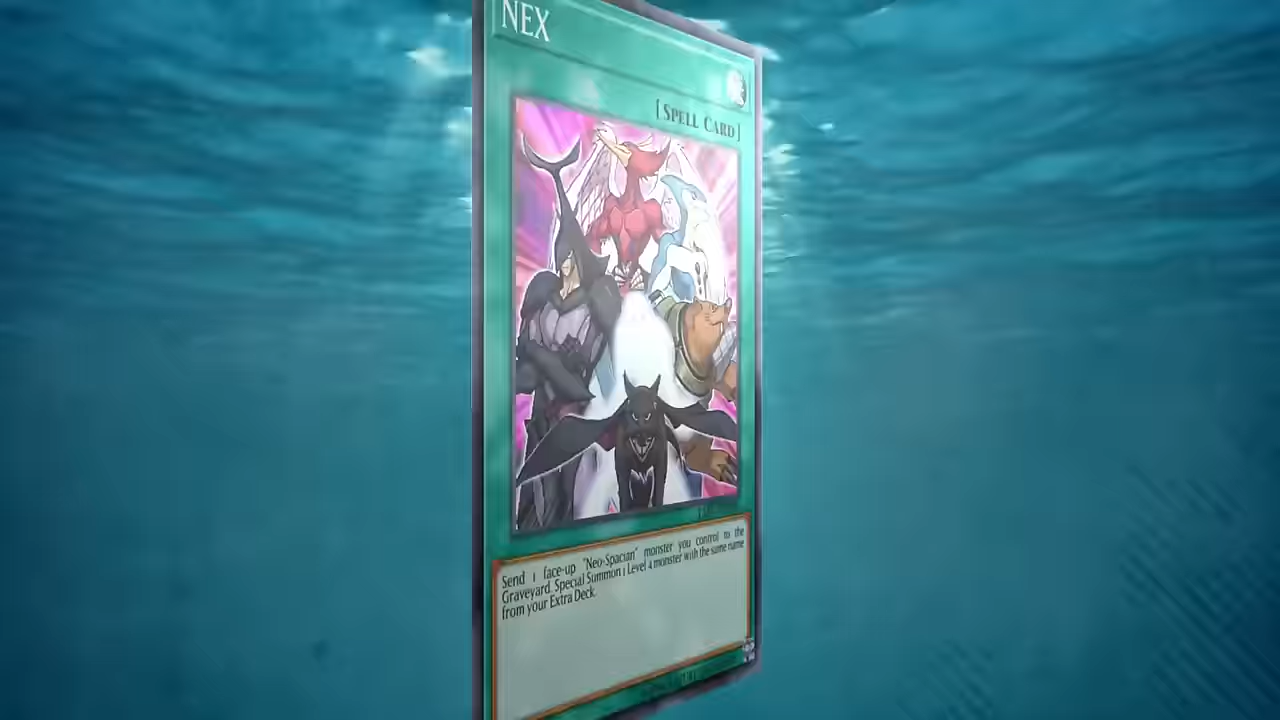 NEX
[SPELL CARD]
Send 1 face-up "Neo-Spacian" monster you control to the
Graveyard. Special Summon 1 Level 4 monster with the same name
from your Extra Deck.